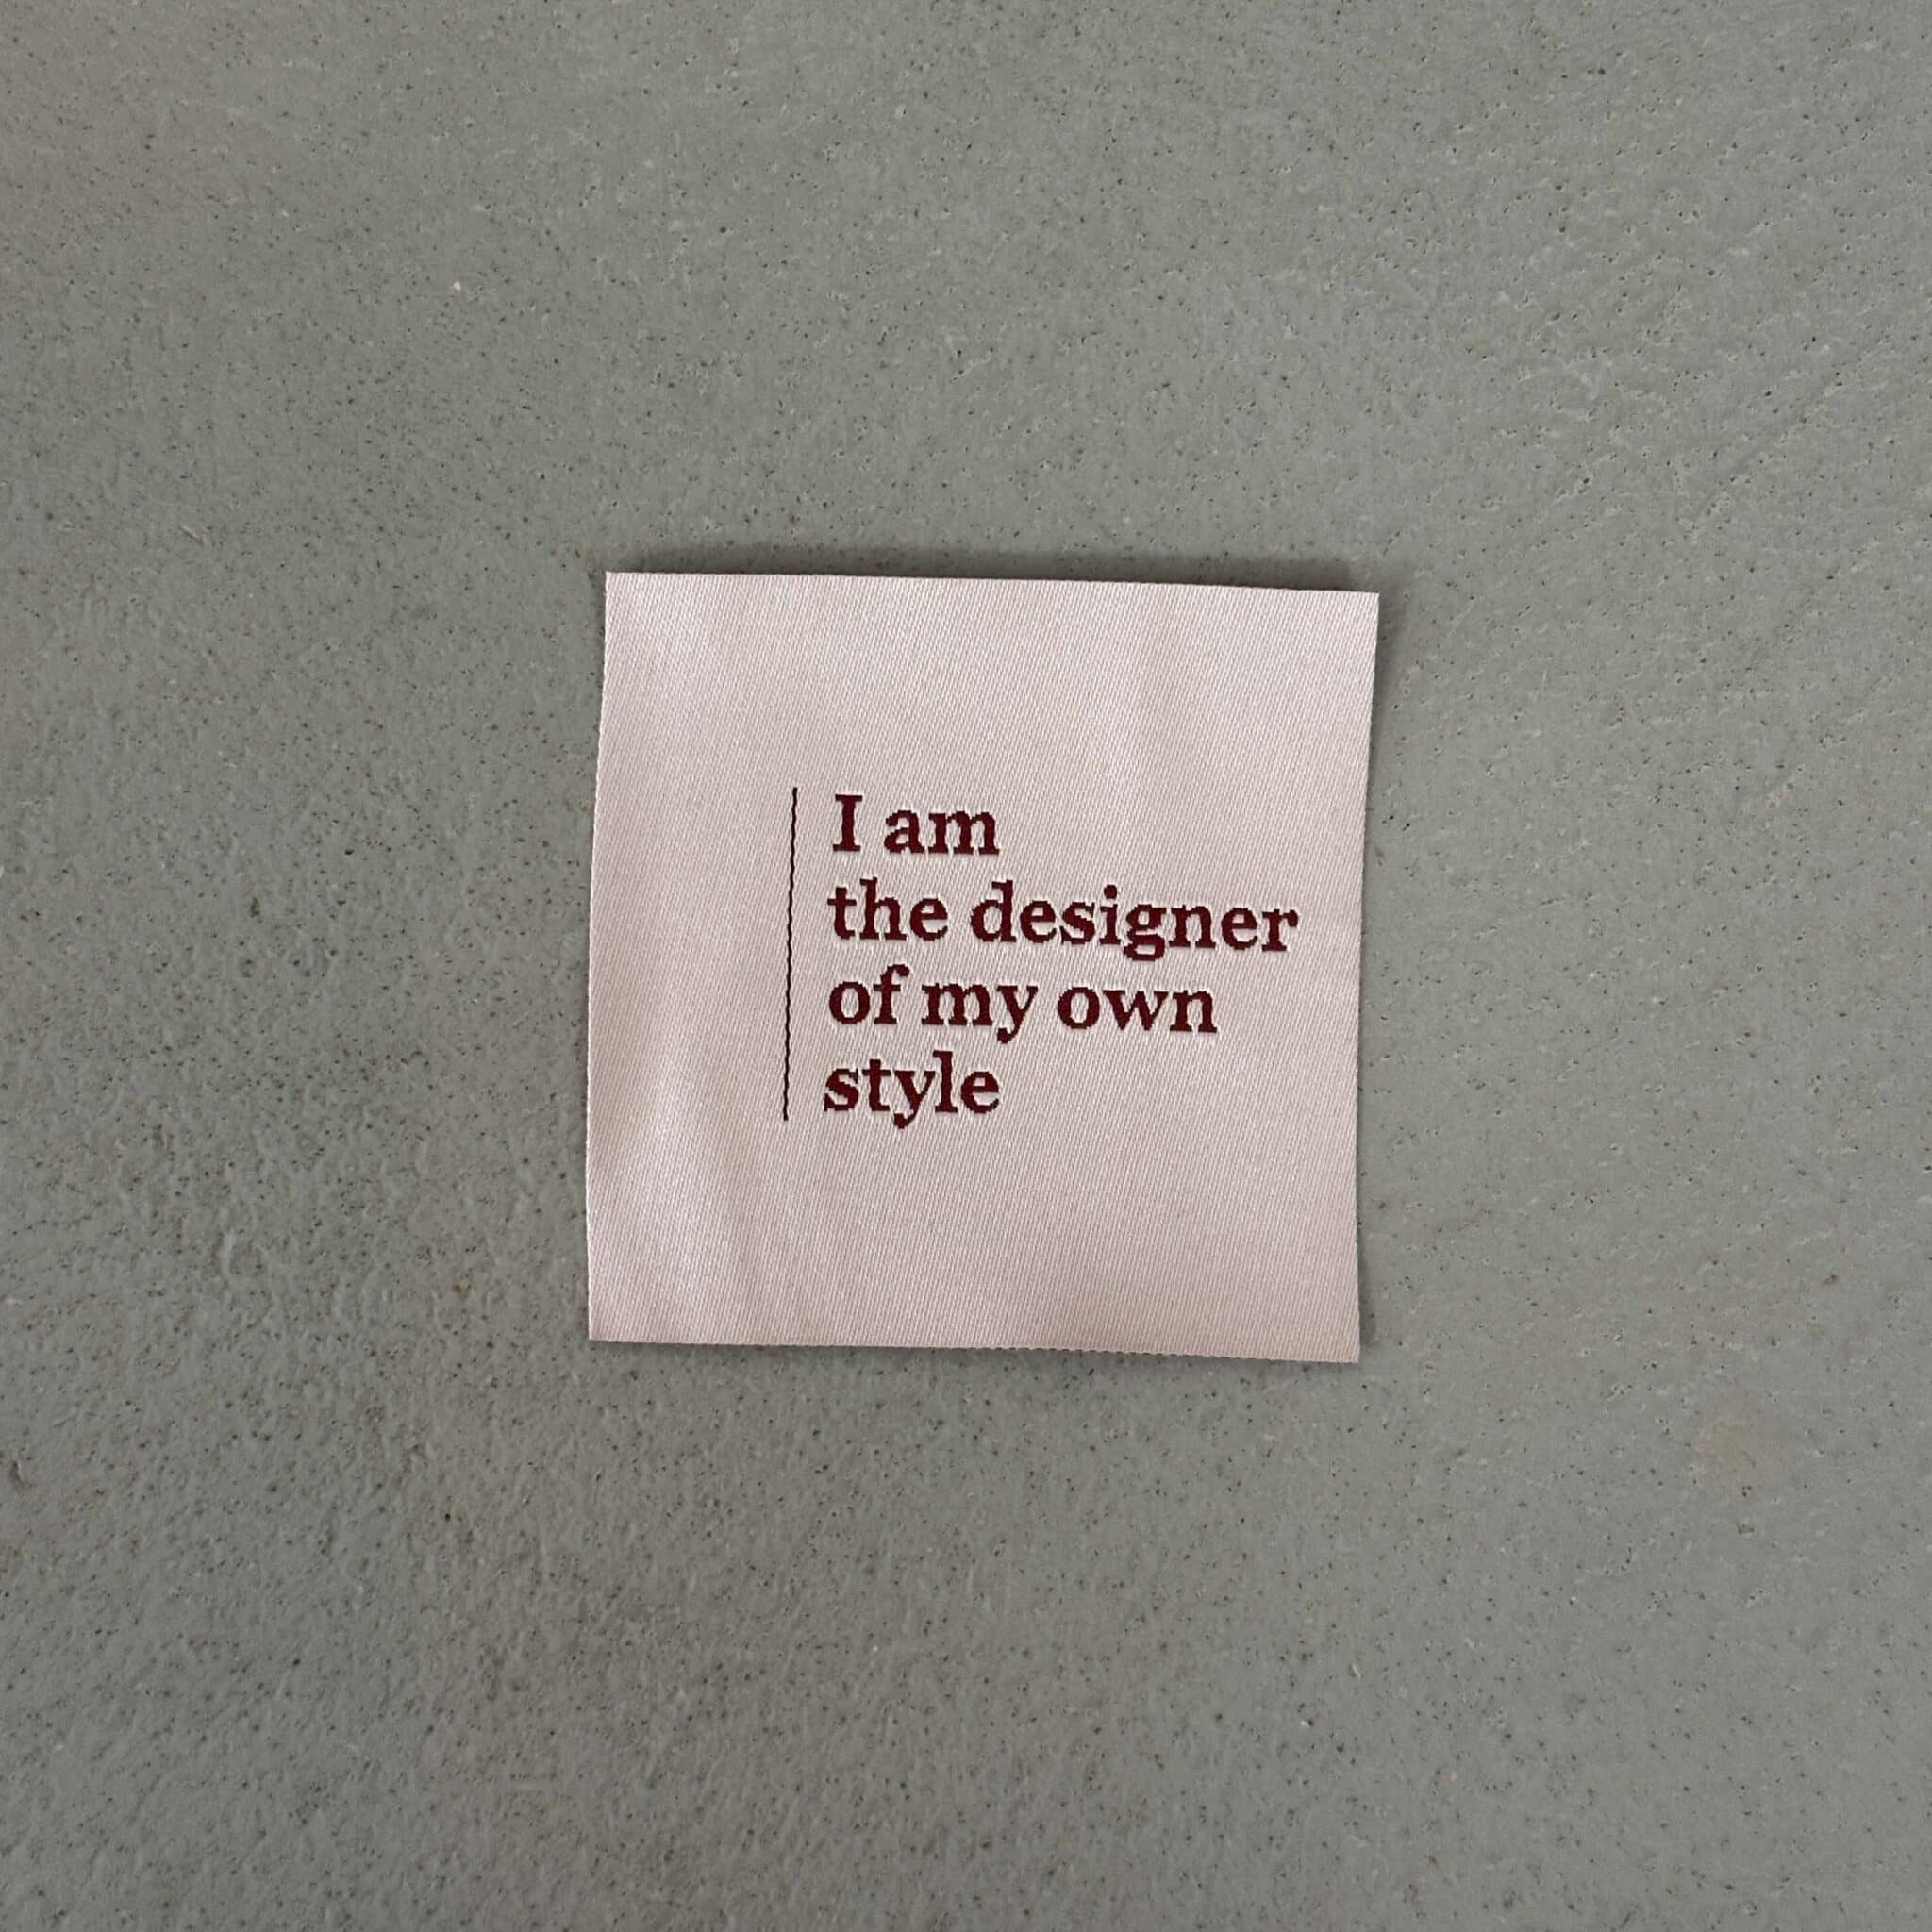 I am
the designer
of my own
style